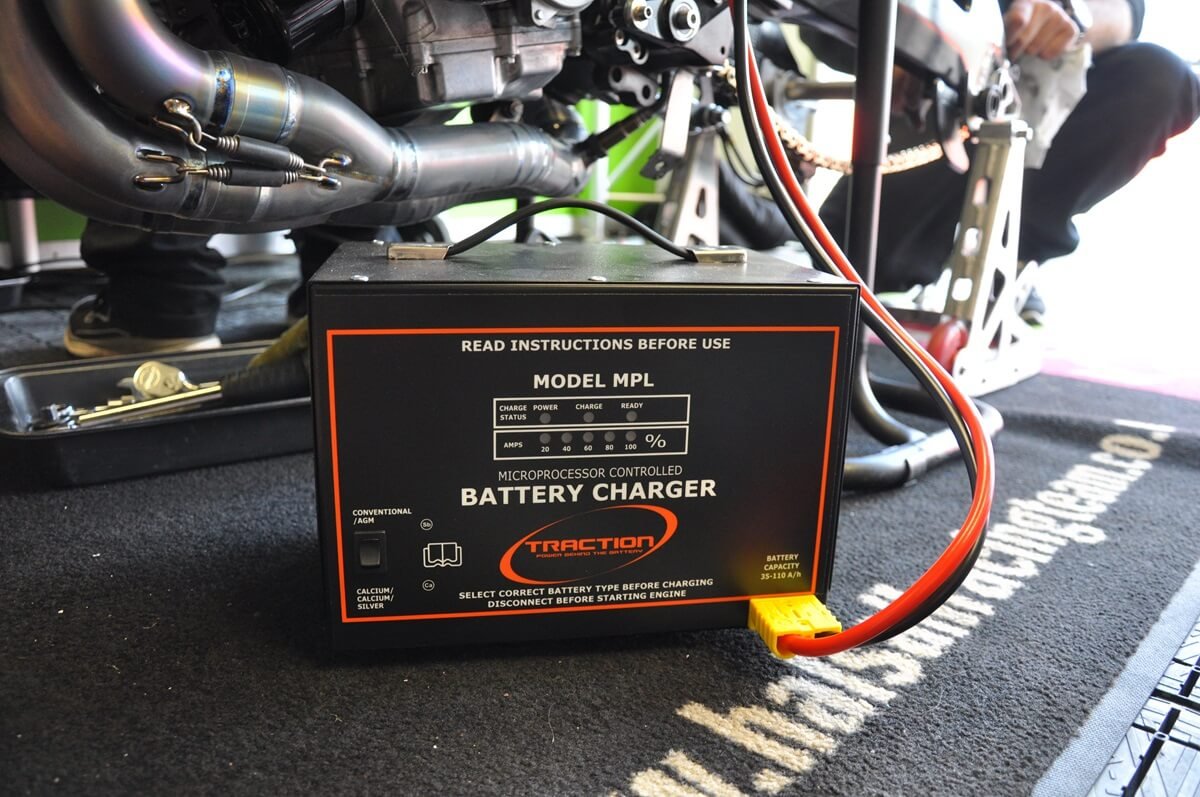 READ INSTRUCTIONS BEFORE USE
MODEL MPL
CHARGE STATUS POWER CHARGE READY
AMPS 20 40 60 80 100 %
MICROPROCESSOR CONTROLLED
BATTERY CHARGER
CONVENTIONAL
/AGM
Sb
TRACTION
POWER BEHIND THE BATTERY
Ca
CALCIUM/
CALCIUM/
SILVER
BATTERY
CAPACITY
35-110 A/h
SELECT CORRECT BATTERY TYPE BEFORE CHARGING
DISCONNECT BEFORE STARTING ENGINE